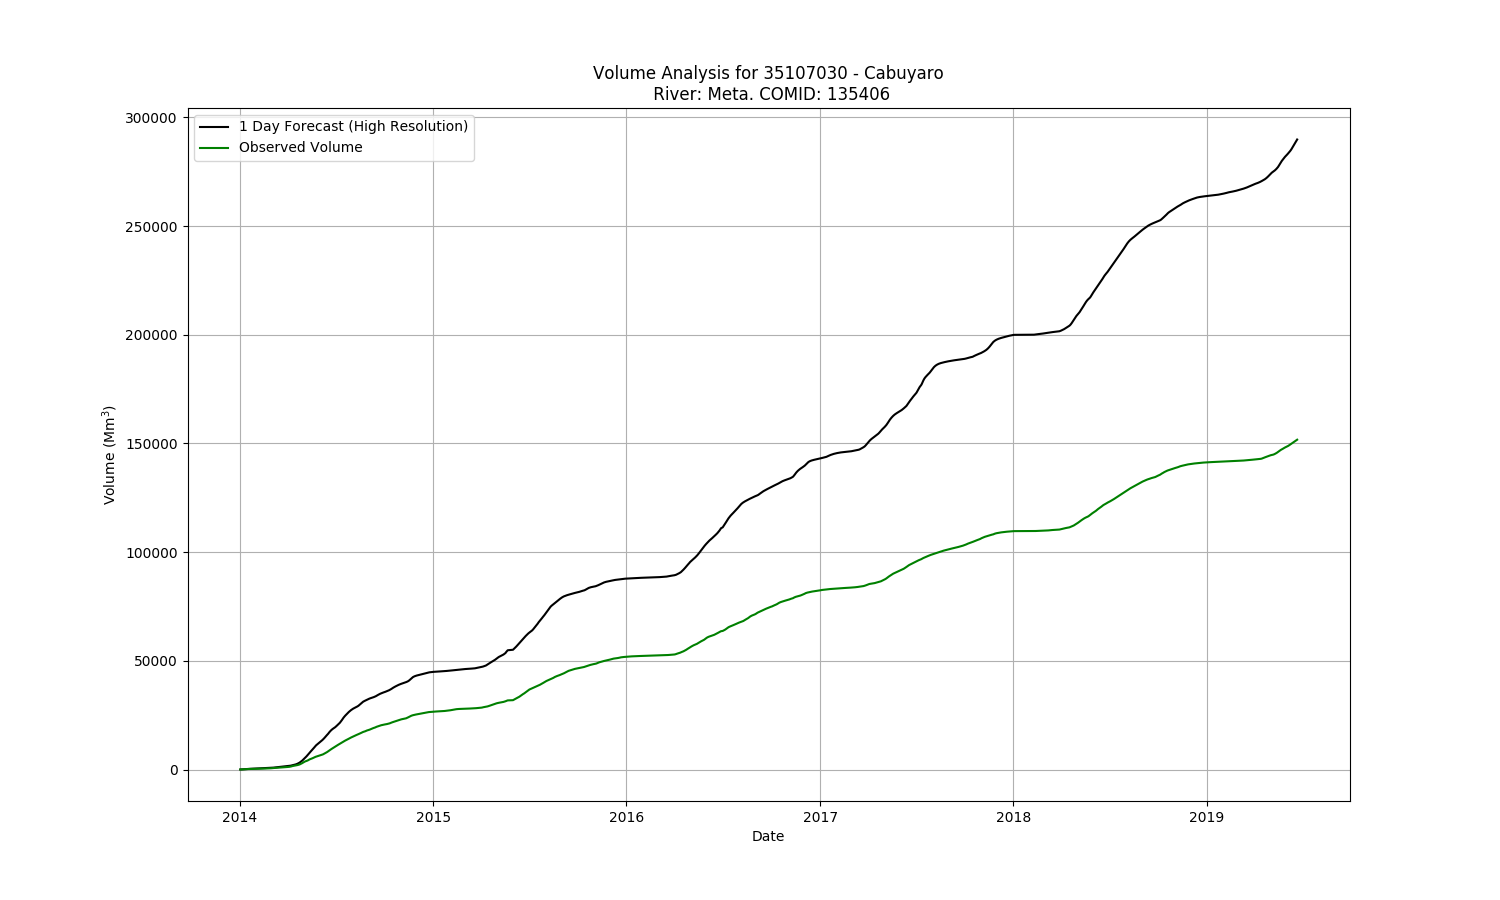 Volume Analysis for 35107030 - Cabuyaro
River: Meta. COMID: 135406
1 Day Forecast (High Resolution)
Observed Volume
Volume (Mm³)
300000
250000
200000
150000
100000
50000
0
2014 2015 2016 2017 2018 2019
Date